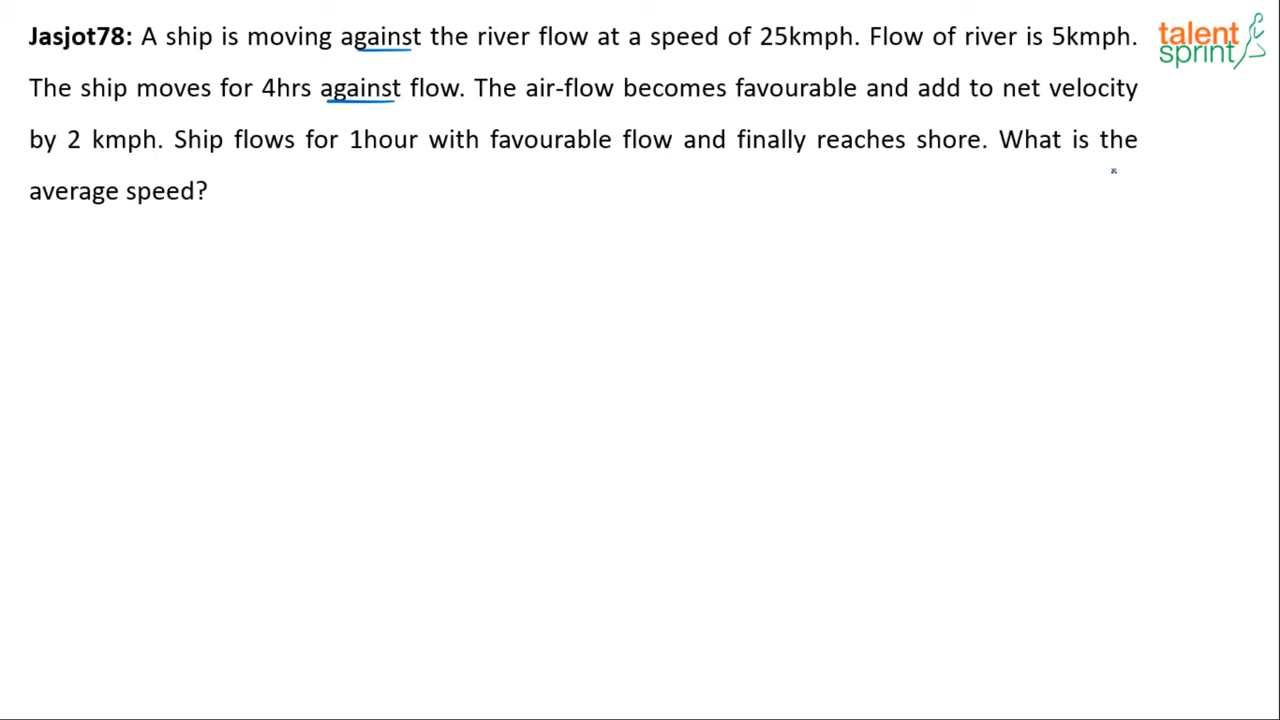 Jasjot78: A ship is moving against the river flow at a speed of 25kmph. Flow of river is 5kmph.
The ship moves for 4hrs against flow. The air-flow becomes favourable and add to net velocity
by 2 kmph. Ship flows for 1hour with favourable flow and finally reaches shore. What is the
average speed?
talent
sprint